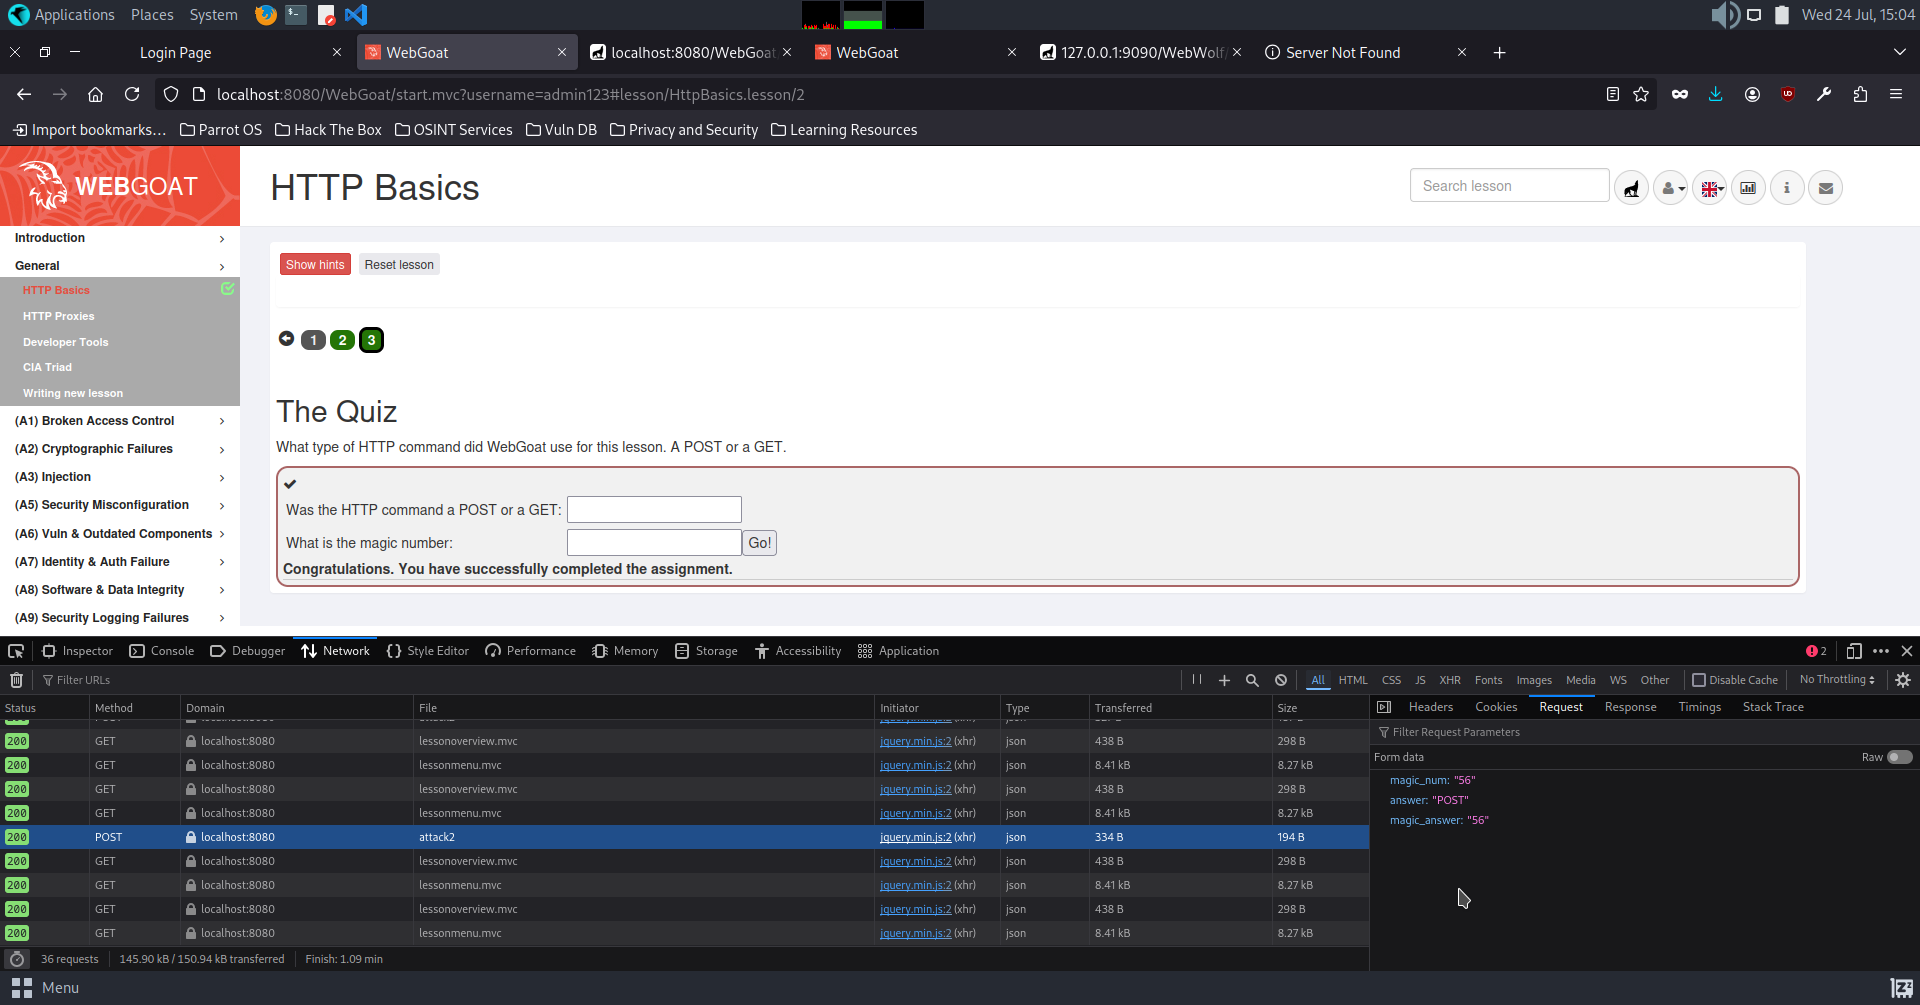 Applications Places System Wed 24 Jul, 15:04
Login Page WebGoat localhost:8080/WebGoat WebGoat 127.0.0.1:9090/WebWolf/ Server Not Found
localhost:8080/WebGoat/start.mvc?username=admin123#lesson/HttpBasics.lesson/2
Import bookmarks... Parrot OS Hack The Box OSINT Services Vuln DB Privacy and Security Learning Resources
WEBGOAT
HTTP Basics
Search lesson
Introduction
General
HTTP Basics
HTTP Proxies
Developer Tools
CIA Triad
Writing new lesson
(A1) Broken Access Control
(A2) Cryptographic Failures
(A3) Injection
(A5) Security Misconfiguration
(A6) Vuln & Outdated Components
(A7) Identity & Auth Failure
(A8) Software & Data Integrity
(A9) Security Logging Failures
Show hints Reset lesson
1 2 3
The Quiz
What type of HTTP command did WebGoat use for this lesson. A POST or a GET.
Was the HTTP command a POST or a GET:
What is the magic number: Go!
Congratulations. You have successfully completed the assignment.
Inspector Console Debugger Network Style Editor Performance Memory Storage Accessibility Application 2
Filter URLs All HTML CSS JS XHR Fonts Images Media WS Other Disable Cache No Throttling
Status Method Domain File Initiator Type Transferred Size
200 GET localhost:8080 lessonoverview.mvc jquery.min.js:2 (xhr) json 438 B 298 B
200 GET localhost:8080 lessonmenu.mvc jquery.min.js:2 (xhr) json 8.41 kB 8.27 kB
200 GET localhost:8080 lessonoverview.mvc jquery.min.js:2 (xhr) json 438 B 298 B
200 GET localhost:8080 lessonmenu.mvc jquery.min.js:2 (xhr) json 8.41 kB 8.27 kB
200 POST localhost:8080 attack2 jquery.min.js:2 (xhr) json 334 B 194 B
200 GET localhost:8080 lessonoverview.mvc jquery.min.js:2 (xhr) json 438 B 298 B
200 GET localhost:8080 lessonmenu.mvc jquery.min.js:2 (xhr) json 8.41 kB 8.27 kB
200 GET localhost:8080 lessonoverview.mvc jquery.min.js:2 (xhr) json 438 B 298 B
200 GET localhost:8080 lessonmenu.mvc jquery.min.js:2 (xhr) json 8.41 kB 8.27 kB
36 requests 145.90 kB / 150.94 kB transferred Finish: 1.09 min
Headers Cookies Request Response Timings Stack Trace
Filter Request Parameters
Form data Raw
magic_num: "56"
answer: "POST"
magic_answer: "56"
Menu